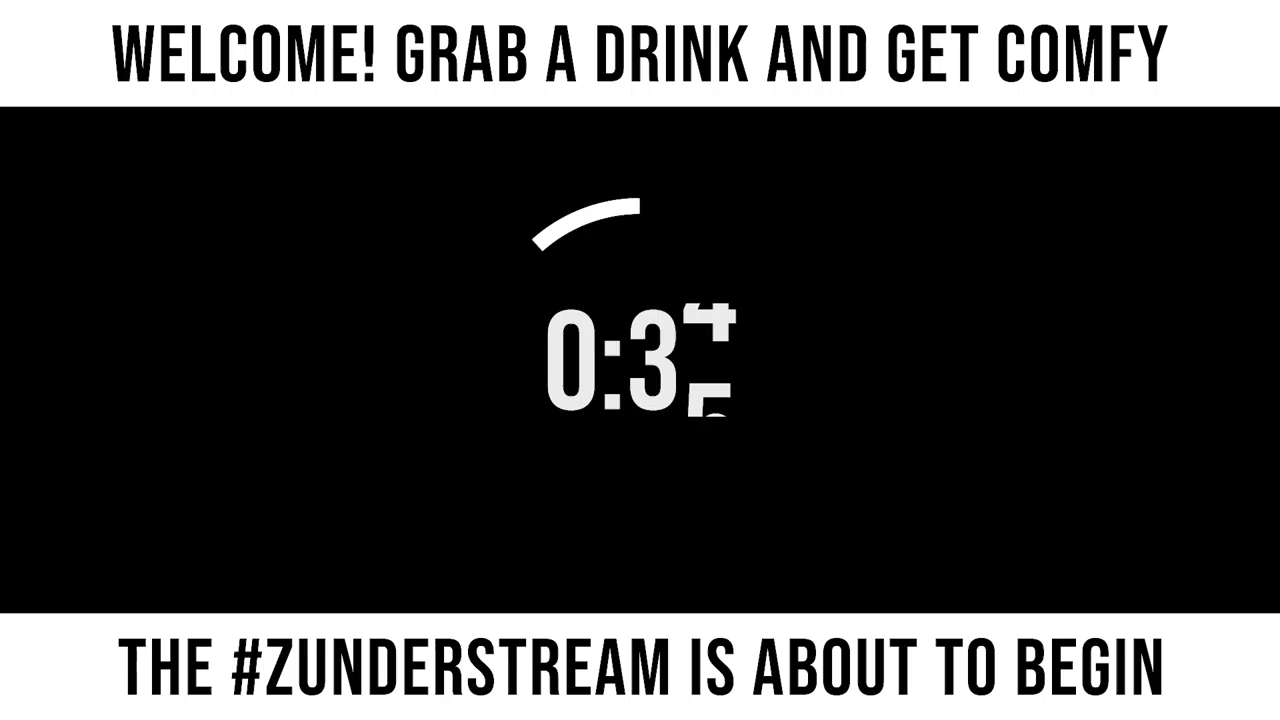 WELCOME! GRAB A DRINK AND GET COMFY
0:3
THE #ZUNDERSTREAM IS ABOUT TO BEGIN